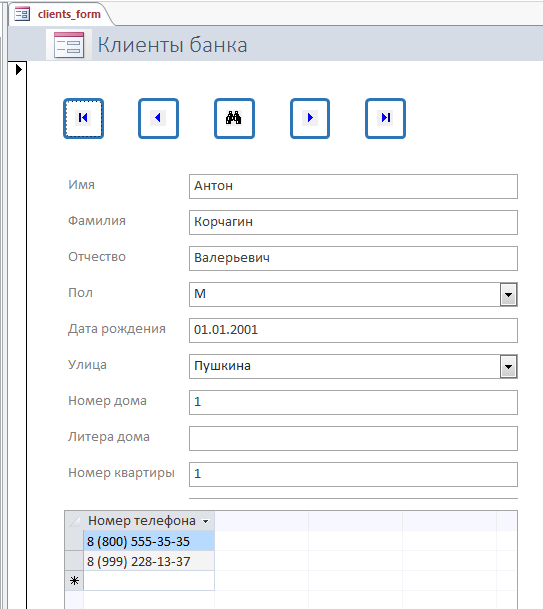 clients_form
Клиенты банка
Имя Антон
Фамилия Корчагин
Отчество Валерьевич
Пол М
Дата рождения 01.01.2001
Улица Пушкина
Номер дома 1
Литера дома
Номер квартиры 1
Номер телефона
8 (800) 555-35-35
8 (999) 228-13-37